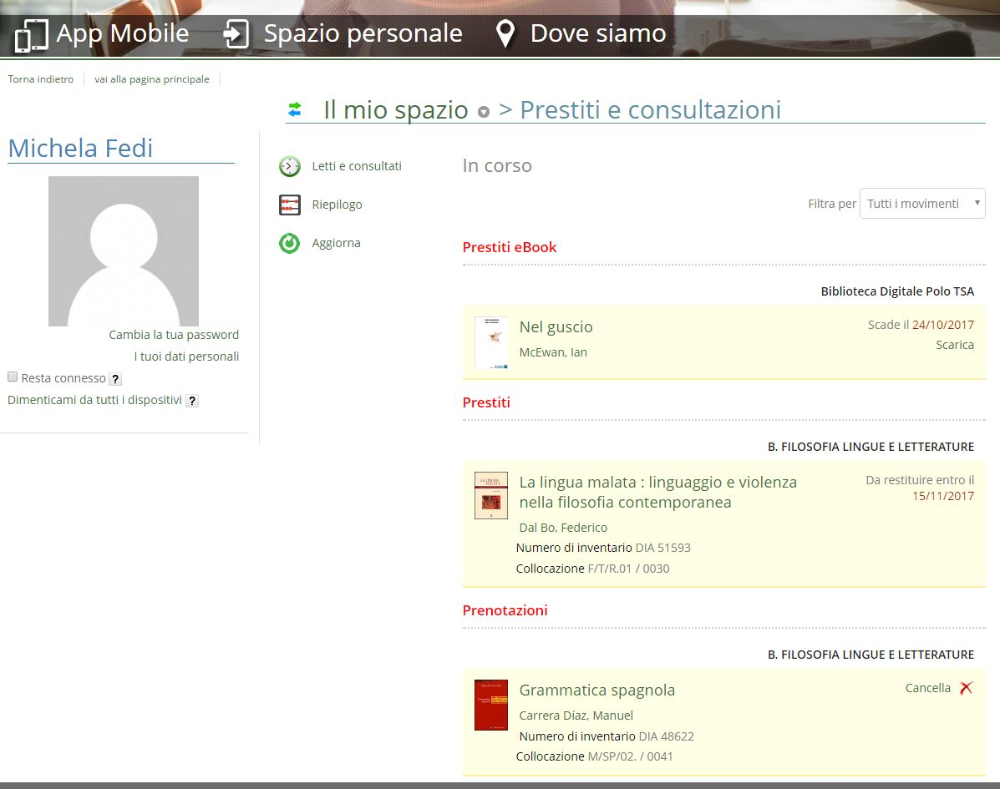 App Mobile
Spazio personale
Dove siamo
Torna indietro
vai alla pagina principale
Il mio spazio > Prestiti e consultazioni
Michela Fedi
Cambia la tua password
I tuoi dati personali
Resta connesso ?
Dimenticami da tutti i dispositivi ?
Letti e consultati
Riepilogo
Aggiorna
In corso
Filtra per Tutti i movimenti
Prestiti eBook
Biblioteca Digitale Polo TSA
Nel guscio
McEwan, Ian
Scade il 24/10/2017
Scarica
Prestiti
B. FILOSOFIA LINGUE E LETTERATURE
LA LINGUA
MALATA
La lingua malata : linguaggio e violenza
nella filosofia contemporanea
Dal Bo, Federico
Numero di inventario DIA 51593
Collocazione F/T/R.01 / 0030
Da restituire entro il
15/11/2017
Prenotazioni
B. FILOSOFIA LINGUE E LETTERATURE
Grammatica spagnola
Carrera Díaz, Manuel
Numero di inventario DIA 48622
Collocazione M/SP/02. / 0041
Cancella